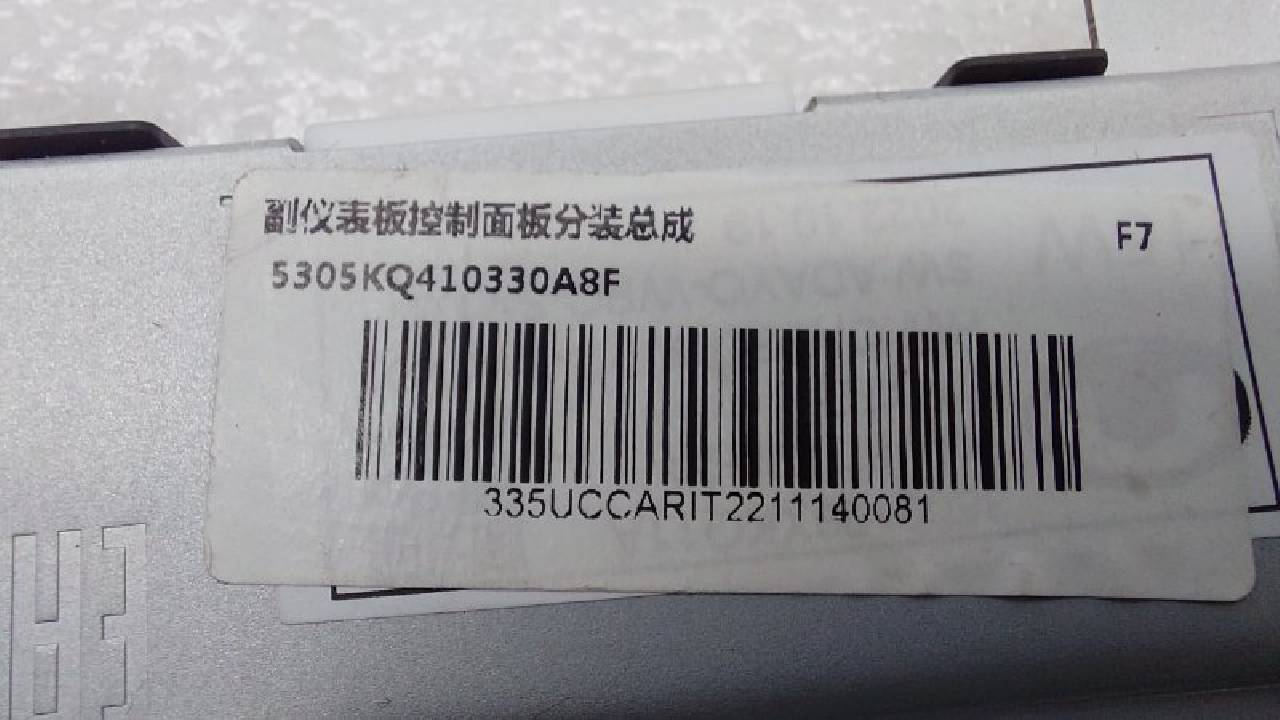 副仪表板控制面板分装总成
F7
5305KQ410330A8F
335UCCARIT2211140081